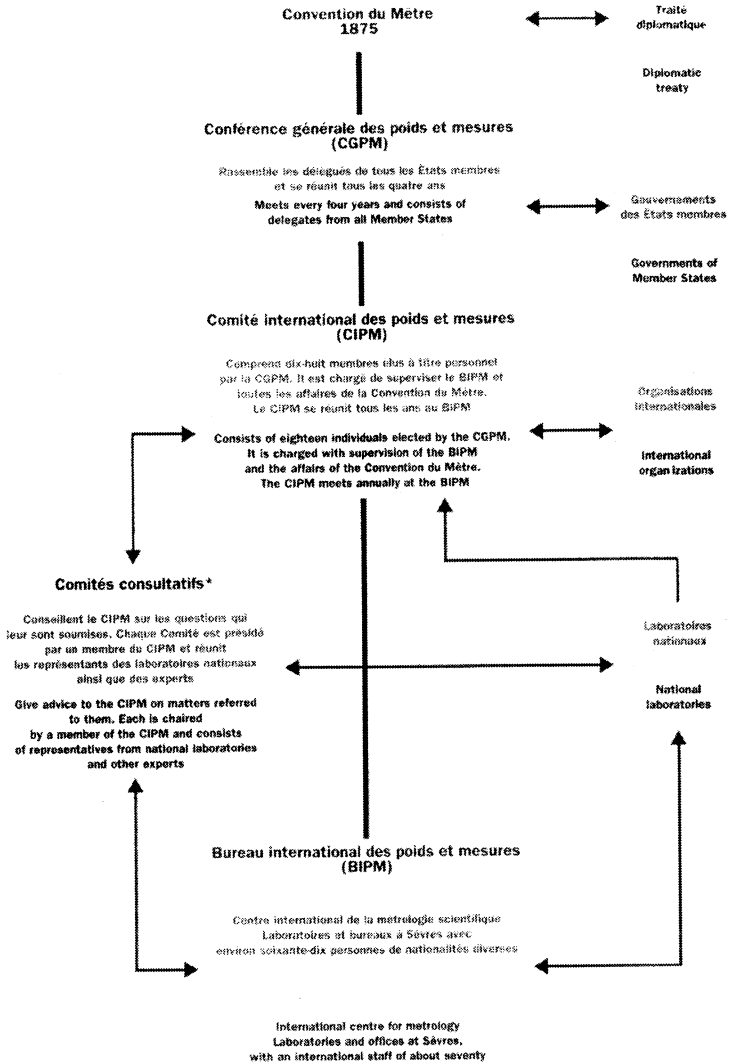 Convention du Mètre
1875
Traité
diplomatique
Diplomatic
treaty
Conférence générale des poids et mesures
(CGPM)
Rassemble les délégués de tous les États membres
et se réunit tous les quatre ans
Meets every four years and consists of
delegates from all Member States
Gouvernements
des États membres
Governments of
Member States
Comité international des poids et mesures
(CIPM)
Comprend dix-huit membres élus à titre personnel
par la CGPM. Il est chargé de superviser le BIPM et
toutes les affaires de la Convention du Mètre.
Le CIPM se réunit tous les ans au BIPM
Consists of eighteen individuals elected by the CGPM.
It is charged with supervision of the BIPM
and the affairs of the Convention du Mètre.
The CIPM meets annually at the BIPM
Organisations
internationales
International
organizations
Comités consultatifs*
Conseillent le CIPM sur les questions qui
leur sont soumises. Chaque Comité est présidé
par un membre du CIPM et réunit
les représentants des laboratoires nationaux
ainsi que des experts
Give advice to the CIPM on matters referred
to them. Each is chaired
by a member of the CIPM and consists
of representatives from national laboratories
and other experts
Laboratoires
nationaux
National
laboratories
Bureau international des poids et mesures
(BIPM)
Centre international de la métrologie scientifique
Laboratoires et bureaux à Sèvres avec
environ soixante-dix personnes de nationalités diverses
International centre for metrology
Laboratories and offices at Sèvres,
with an international staff of about seventy